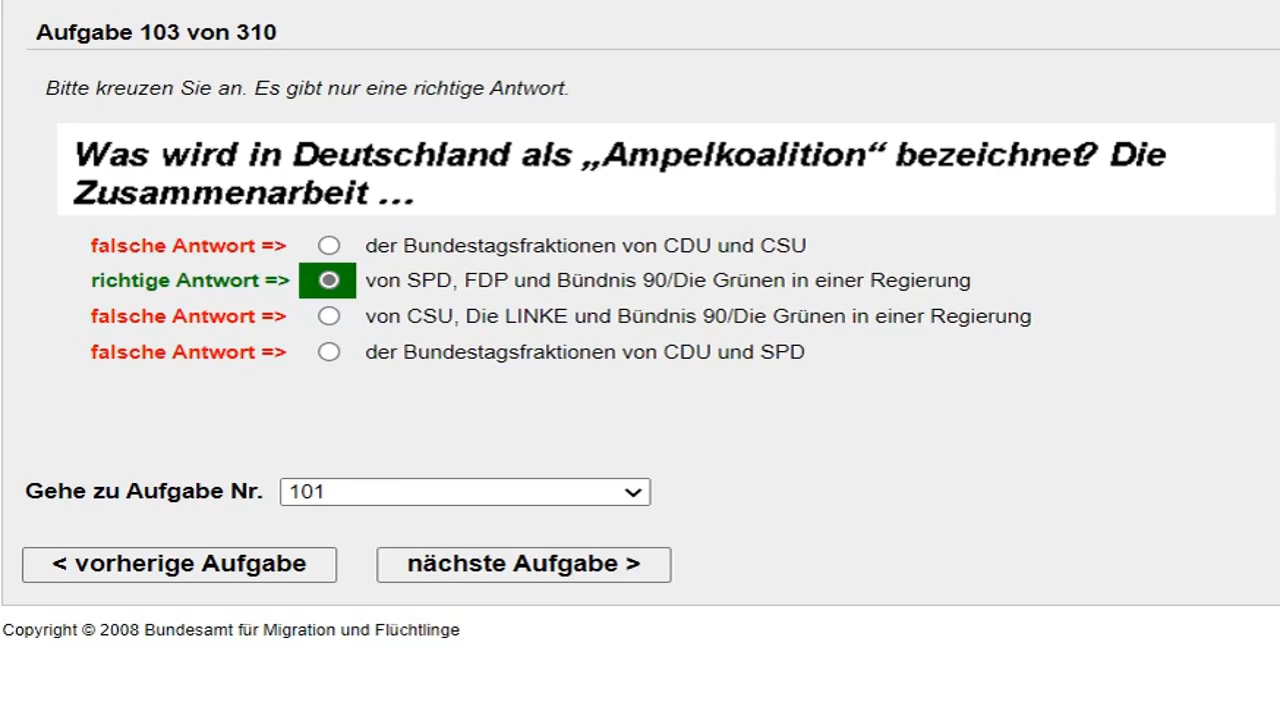 Aufgabe 103 von 310
Bitte kreuzen Sie an. Es gibt nur eine richtige Antwort.
Was wird in Deutschland als „Ampelkoalition“ bezeichnet? Die
Zusammenarbeit ...
falsche Antwort => der Bundestagsfraktionen von CDU und CSU
richtige Antwort => von SPD, FDP und Bündnis 90/Die Grünen in einer Regierung
falsche Antwort => von CSU, Die LINKE und Bündnis 90/Die Grünen in einer Regierung
falsche Antwort => der Bundestagsfraktionen von CDU und SPD
Gehe zu Aufgabe Nr. 101
< vorherige Aufgabe nächste Aufgabe >
Copyright © 2008 Bundesamt für Migration und Flüchtlinge